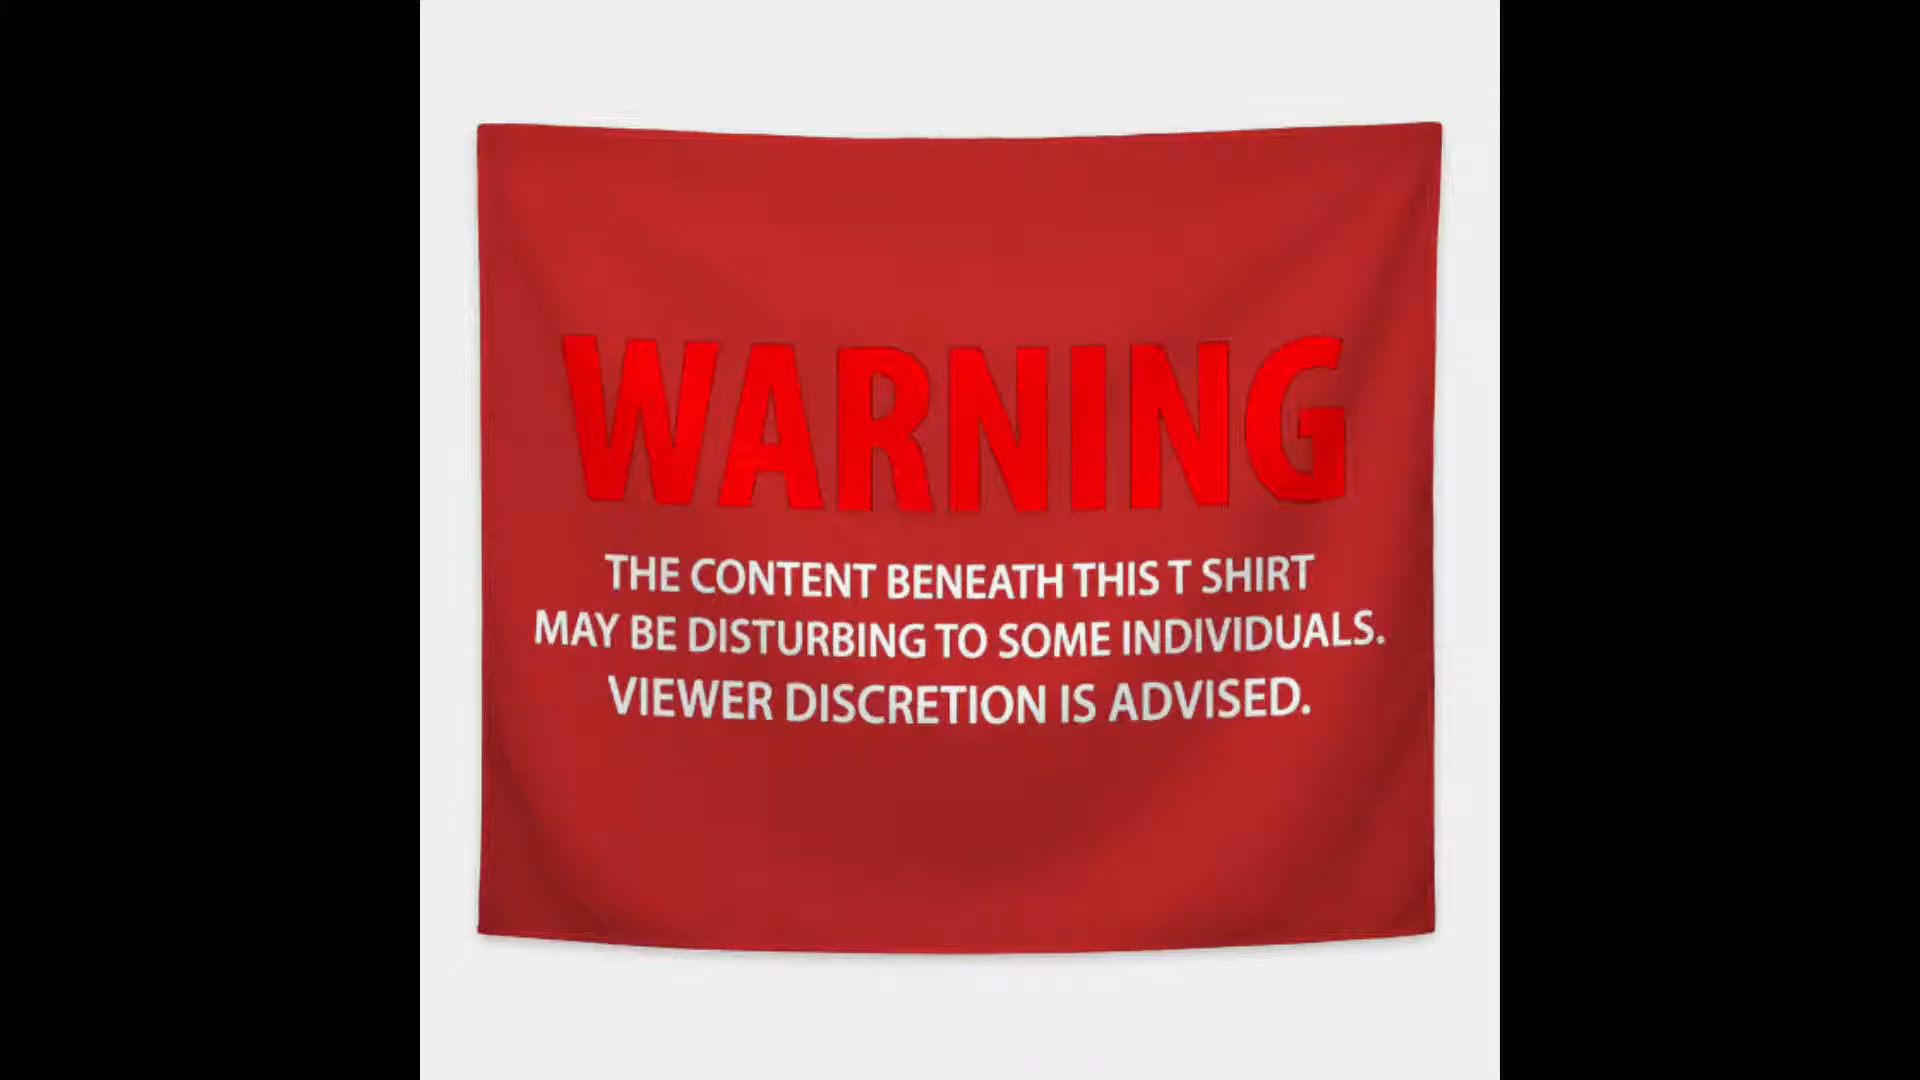 WARNING
THE CONTENT BENEATH THIS T SHIRT
MAY BE DISTURBING TO SOME INDIVIDUALS.
VIEWER DISCRETION IS ADVISED.